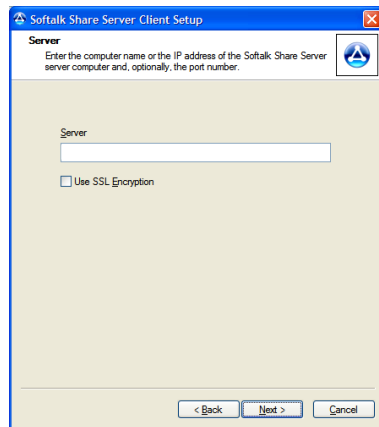 Softalk Share Server Client Setup
Server
Enter the computer name or the IP address of the Softalk Share Server
server computer and, optionally, the port number.
Server
Use SSL Encryption
< Back Next > Cancel